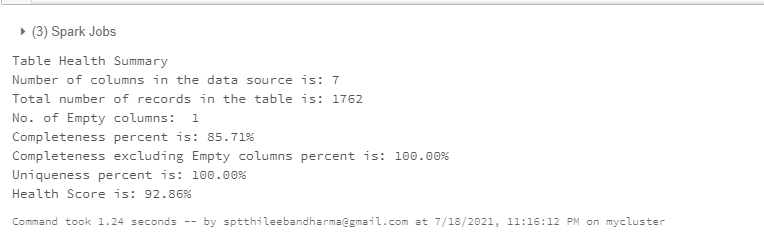 (3) Spark Jobs
Table Health Summary
Number of columns in the data source is: 7
Total number of records in the table is: 1762
No. of Empty columns:  1
Completeness percent is: 85.71%
Completeness excluding Empty columns percent is: 100.00%
Uniqueness percent is: 100.00%
Health Score is: 92.86%
Command took 1.24 seconds -- by sptthileebandharma@gmail.com at 7/18/2021, 11:16:12 PM on mycluster